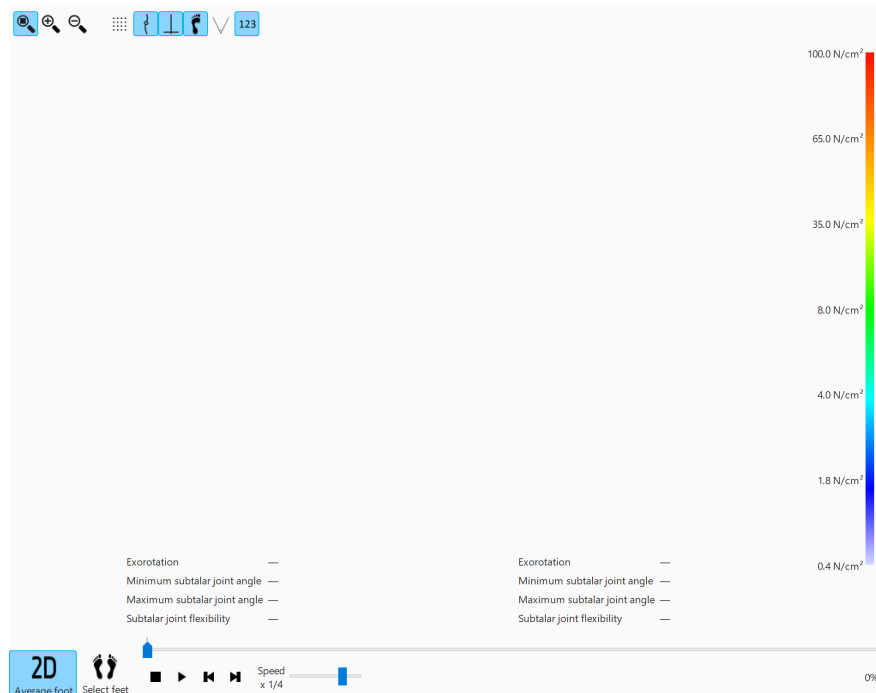 123
100.0 N/cm²
65.0 N/cm²
35.0 N/cm²
8.0 N/cm²
4.0 N/cm²
1.8 N/cm²
0.4 N/cm²
Exorotation —
Minimum subtalar joint angle —
Maximum subtalar joint angle —
Subtalar joint flexibility —
Exorotation —
Minimum subtalar joint angle —
Maximum subtalar joint angle —
Subtalar joint flexibility —
2D
Average foot
Select feet
Speed
x 1/4
0%